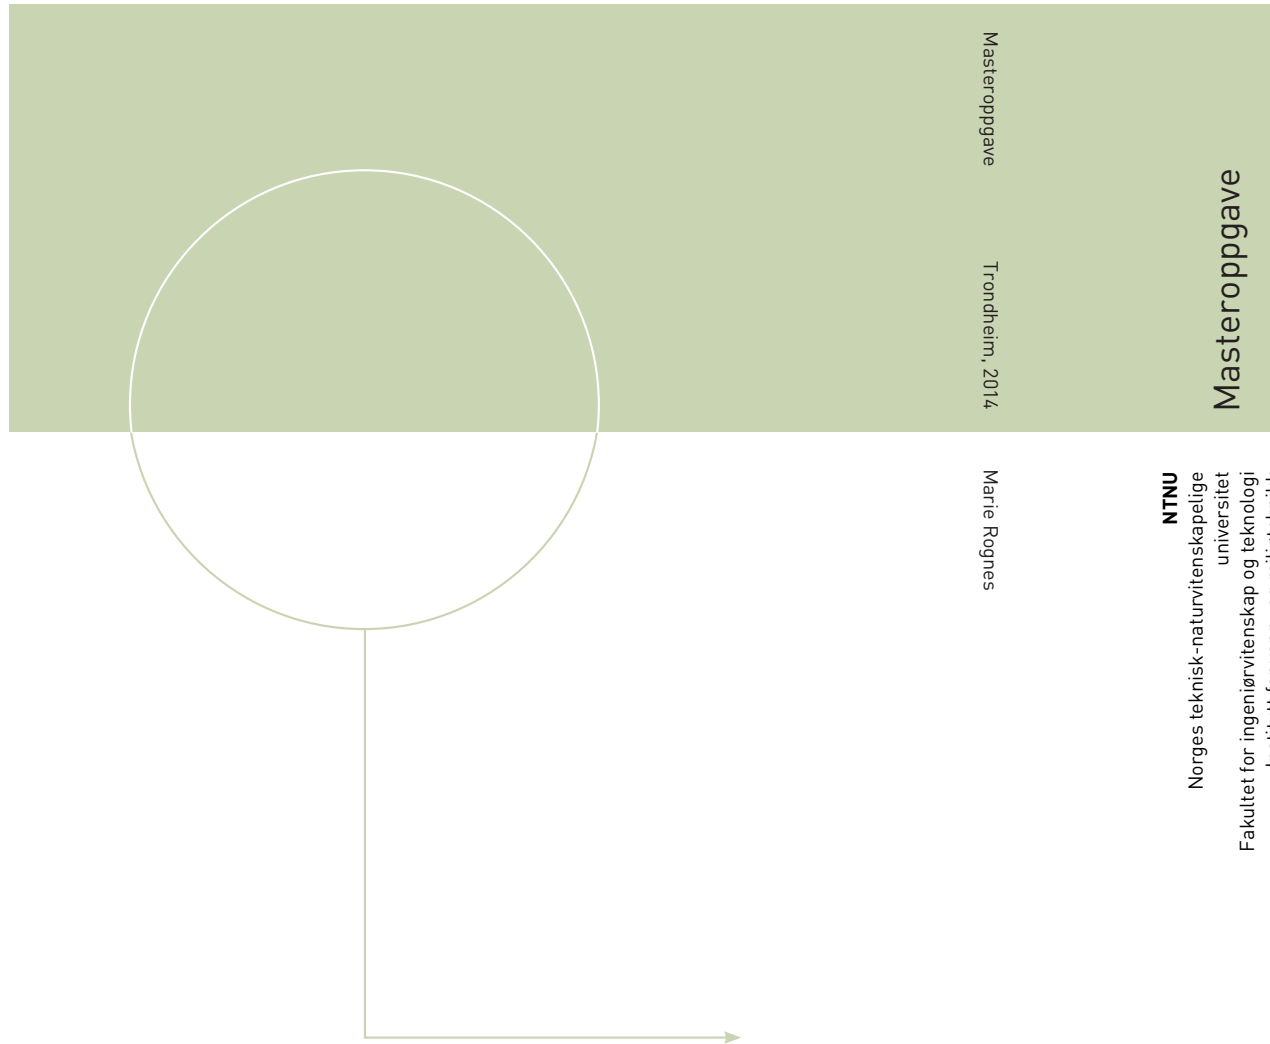 Masteroppgave
Trondheim, 2014
Marie Rognes
Masteroppgave
NTNU
Norges teknisk-naturvitenskapelige
universitet
Fakultet for ingeniørvitenskap og teknologi